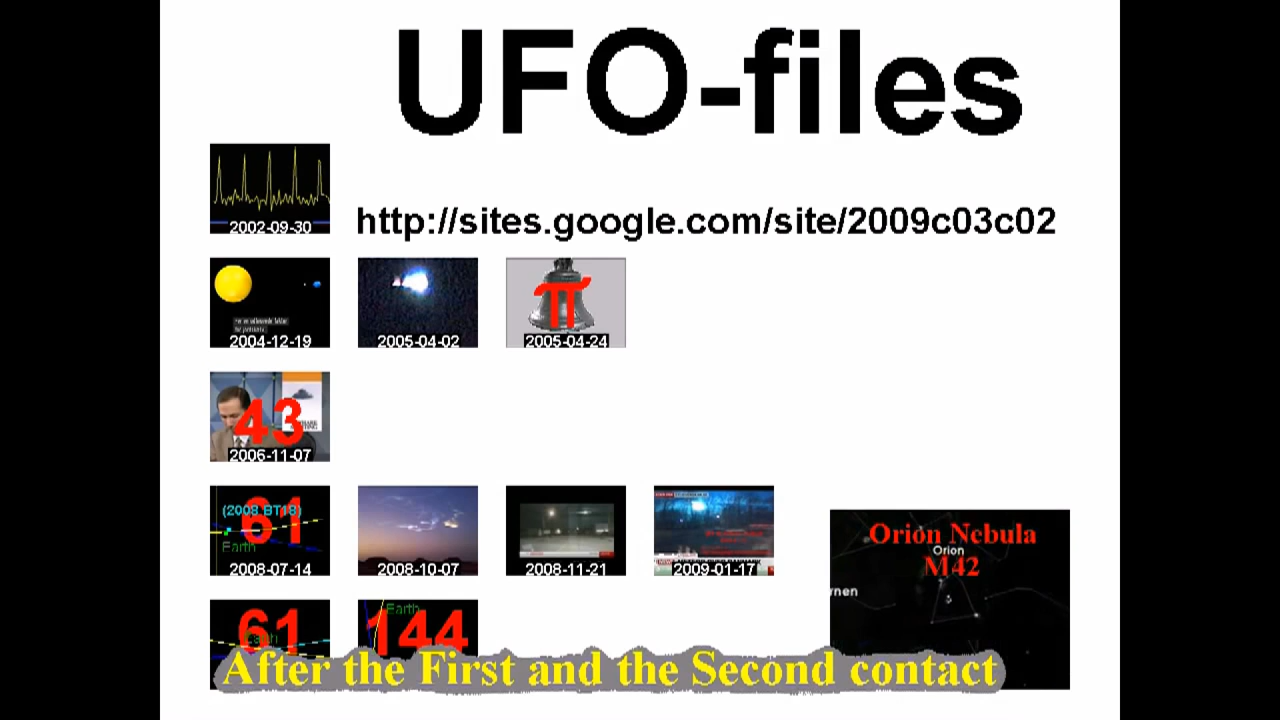 UFO-files
2002-09-30
http://sites.google.com/site/2009c03c02
2004-12-19
2005-04-02
π
2005-04-24
43
2006-11-07
61
(2008 BT18)
Earth
2008-07-14
2008-10-07
2008-11-21
2009-01-17
Orion Nebula
Orion
M42
rnen
61
Earth
144
Earth
After the First and the Second contact